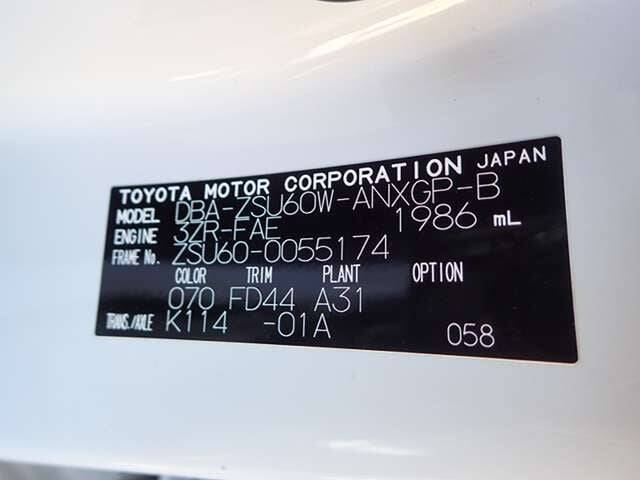 TOYOTA MOTOR CORPORATION JAPAN
MODEL DBA-ZSU60W-ANXGP-B
ENGINE 3ZR-FAE 1986 mL
FRAME No. ZSU60-0055174
COLOR TRIM PLANT OPTION
070 FD44 A31
TRANS./AXLE K114 -01A 058